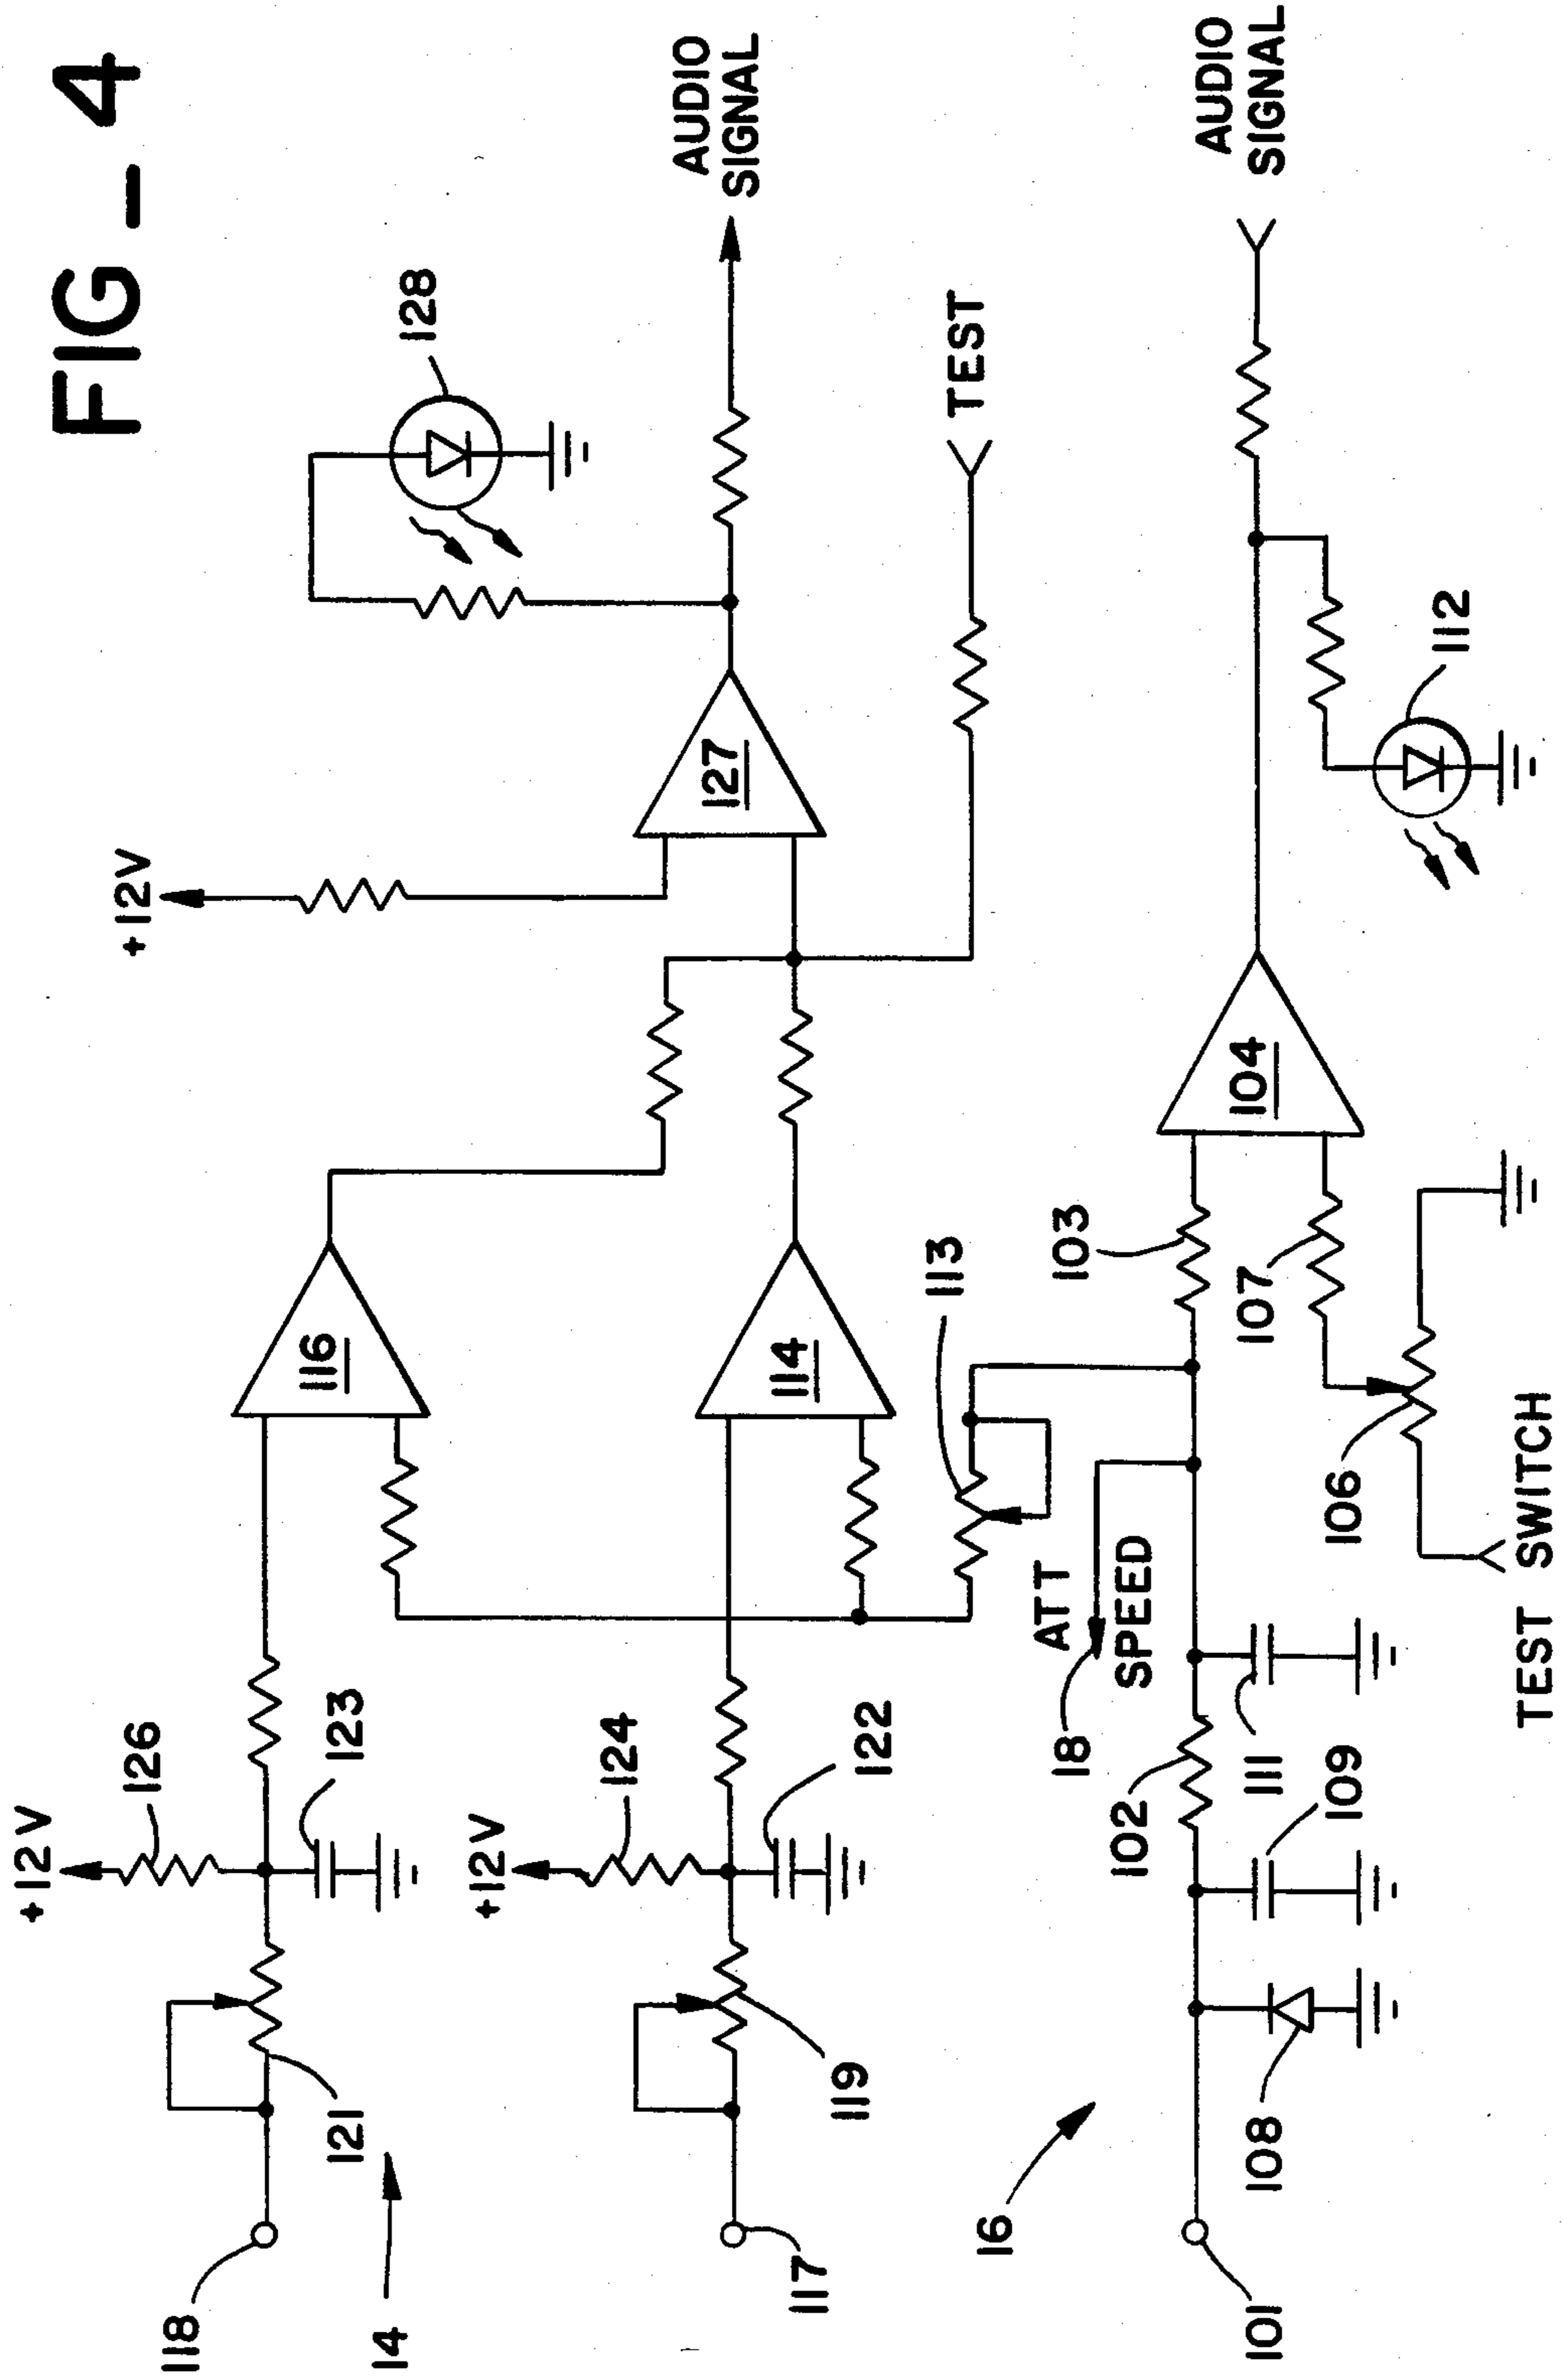 FIG_4
+12V
126
123
118
121
14
116
+12V
128
AUDIO
SIGNAL
+12V
124
122
117
119
114
127
TEST
113
16
18
ATT
SPEED
102
103
104
AUDIO
SIGNAL
101
108
109
111
107
106
112
TEST SWITCH